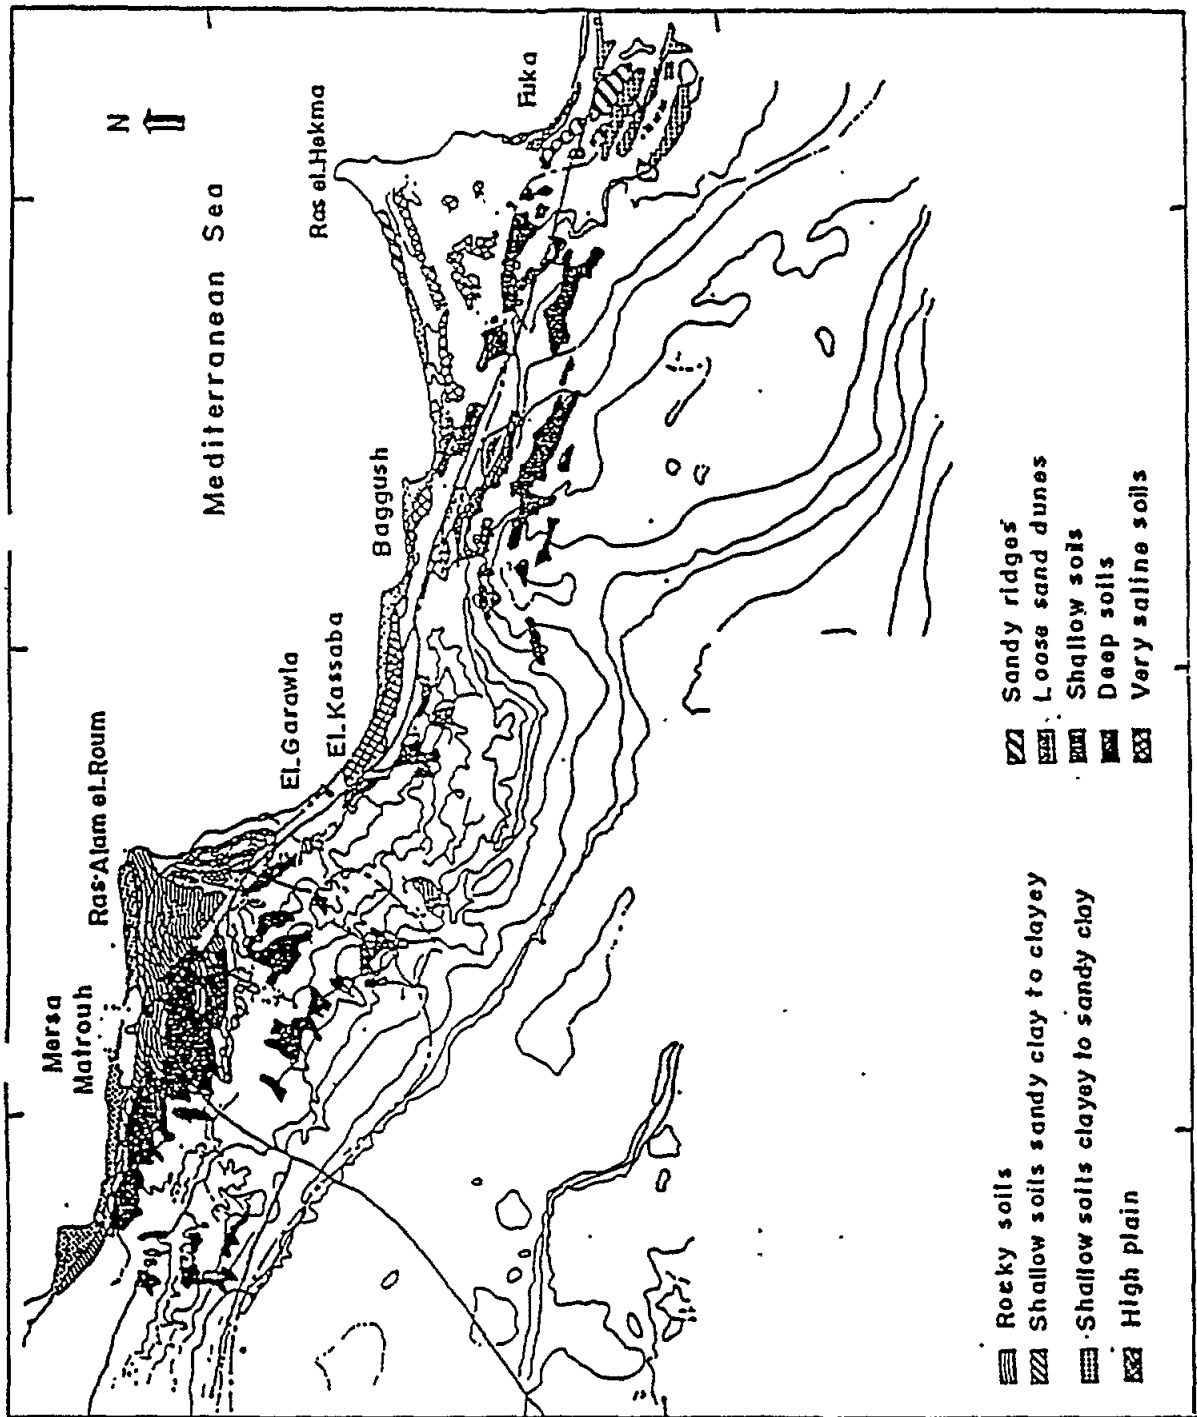 N
Mediterranean Sea
Mersa
Matrouh
Ras Alam el-Roum
El-Garawla
El-Kassaba
Baggush
Ras el-Hekma
Fuka
Rocky soils
Shallow soils sandy clay to clayey
Shallow soils clayey to sandy clay
High plain
Sandy ridges
Loose sand dunes
Shallow soils
Deep soils
Very saline soils